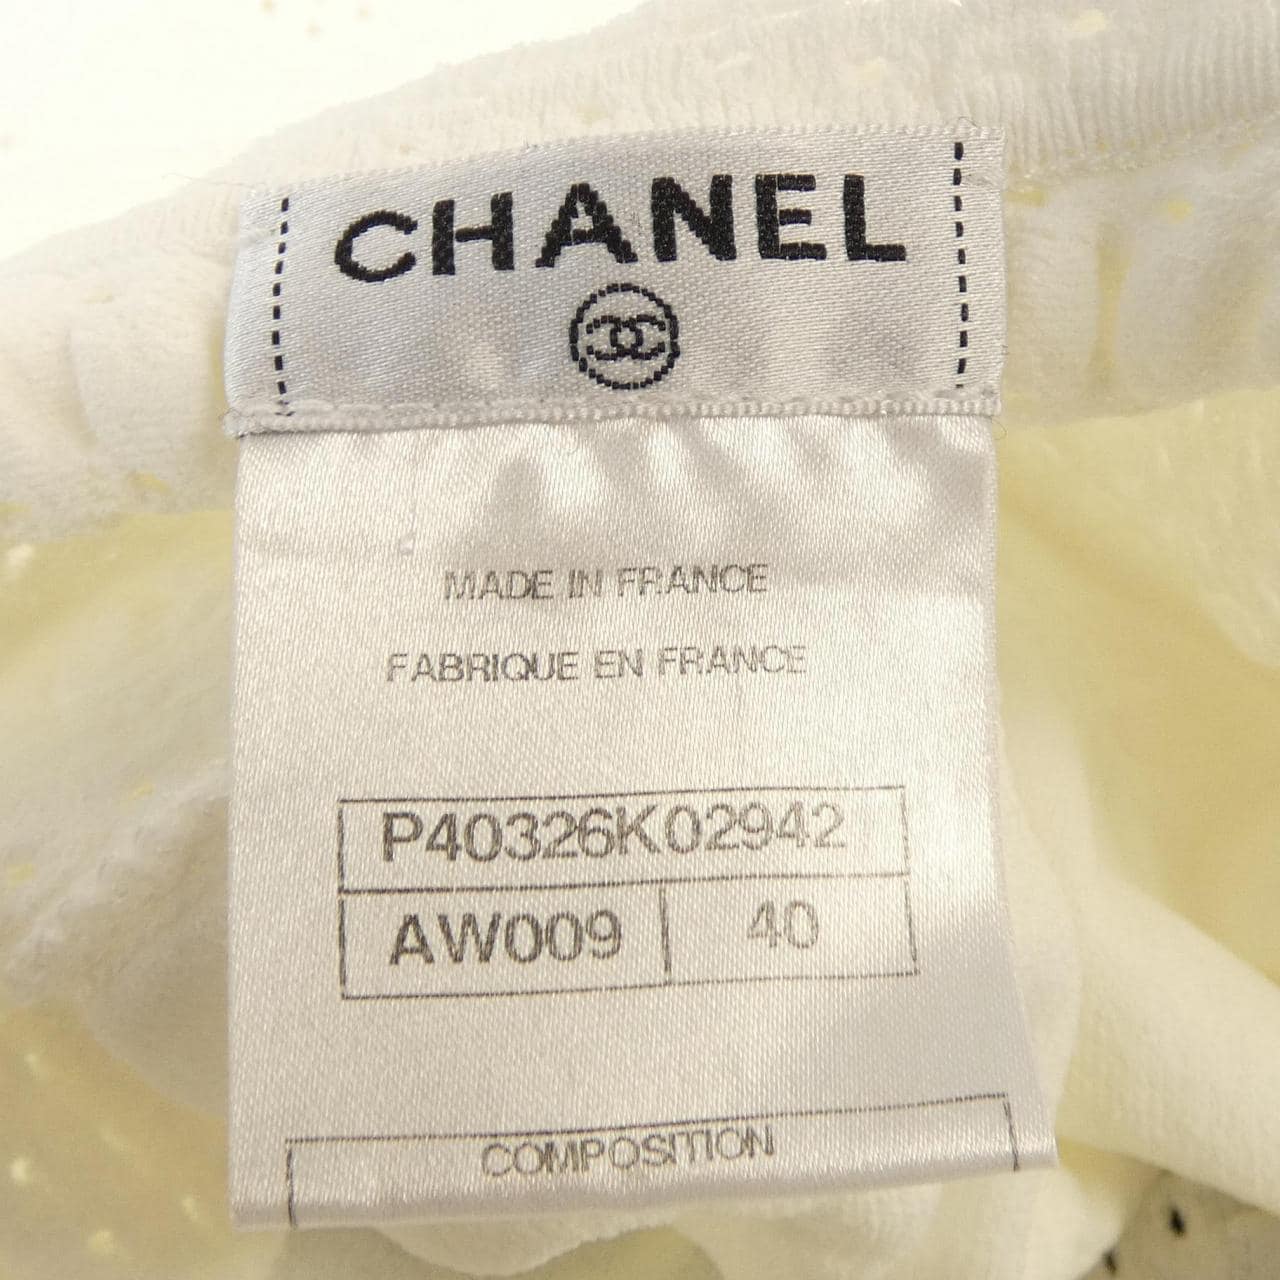 CHANEL
MADE IN FRANCE
FABRIQUE EN FRANCE
P40326K02942
AW009 40
COMPOSITION